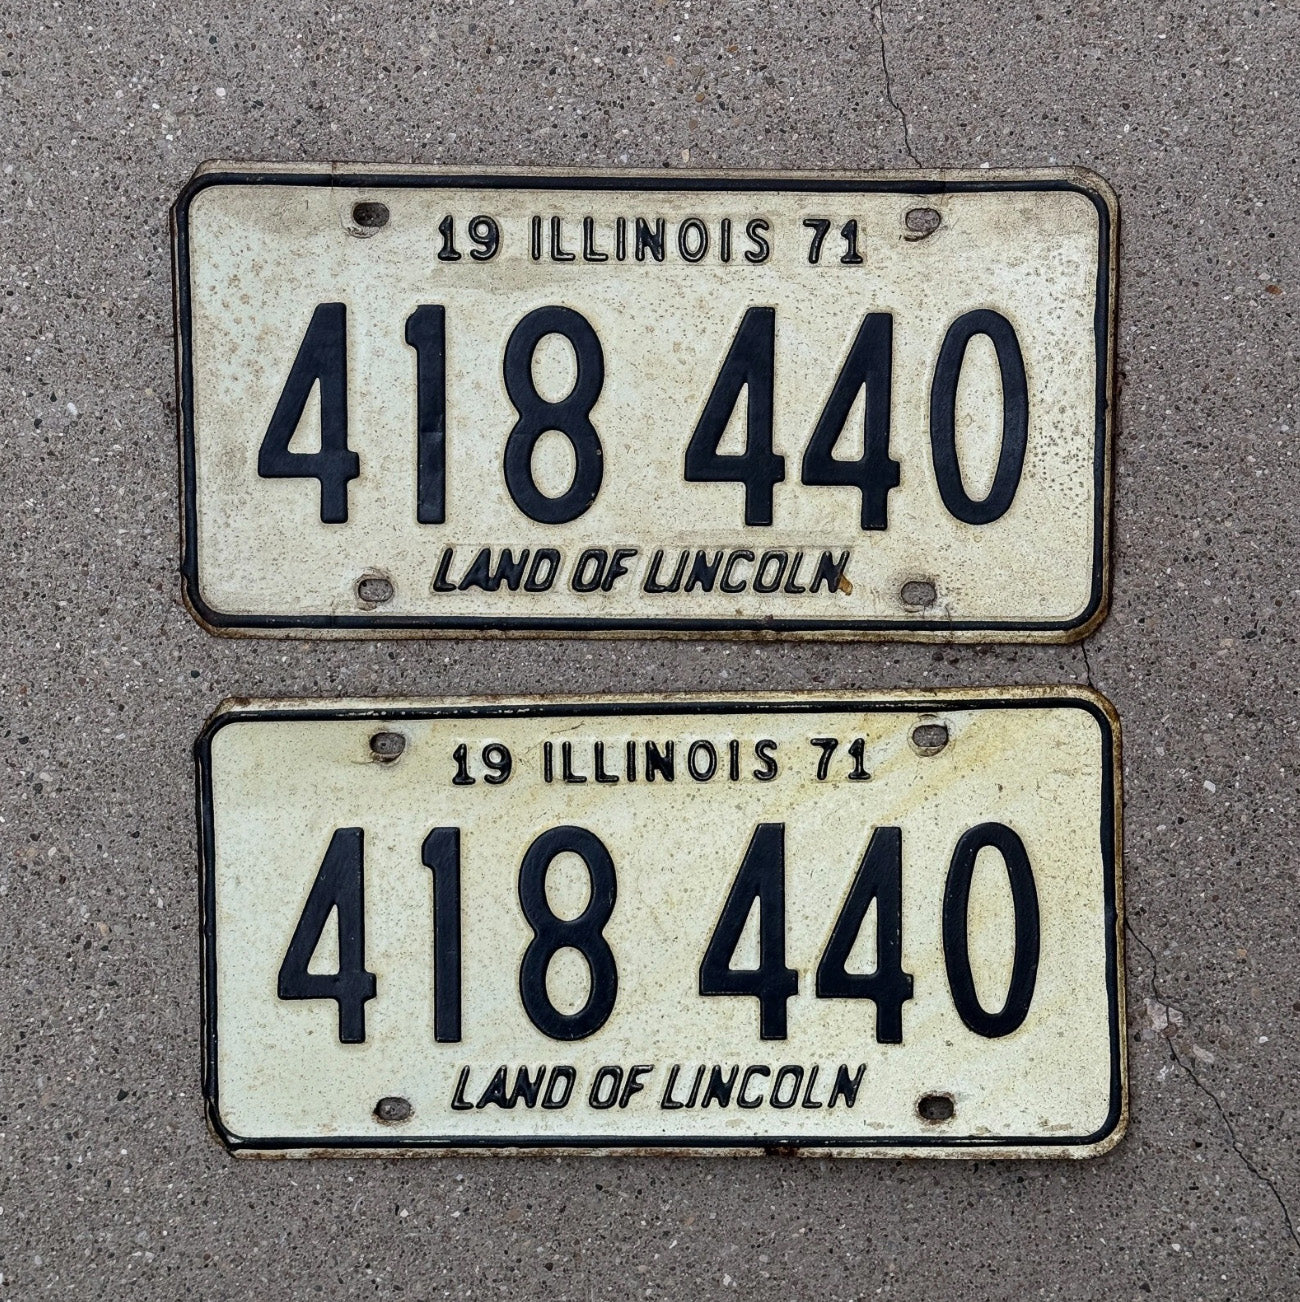 19 ILLINOIS 71
418 440
LAND OF LINCOLN
19 ILLINOIS 71
418 440
LAND OF LINCOLN